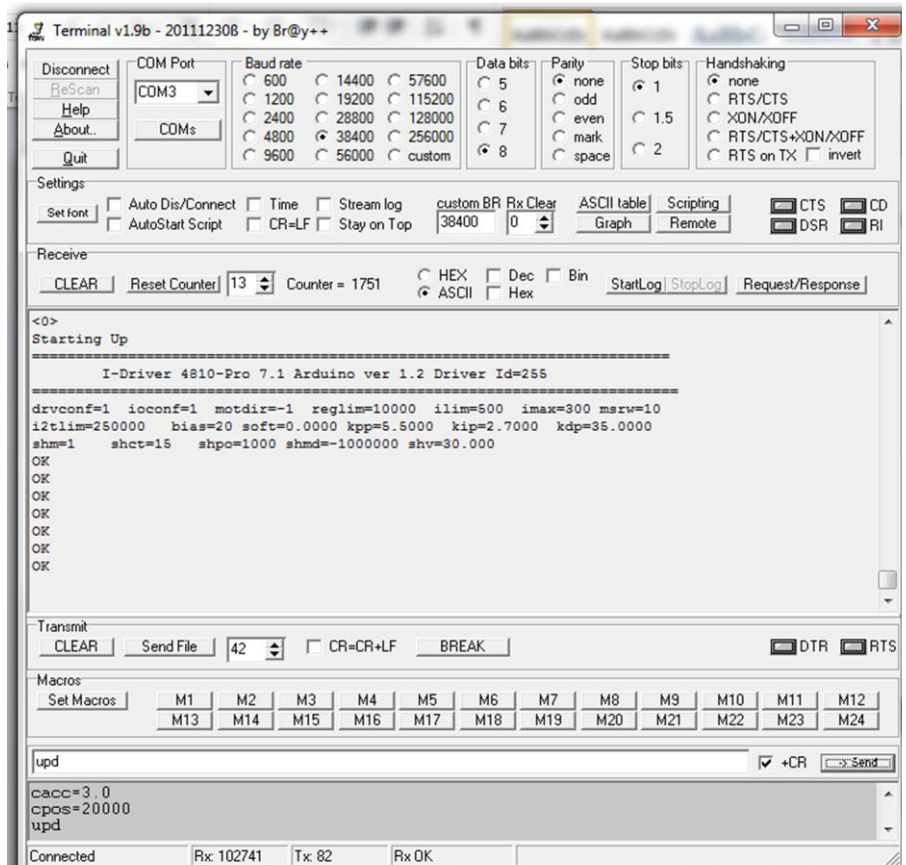 Terminal v1.9b - 20111230ß - by Br@y++
Disconnect
ReScan
Help
About..
Quit
COM Port
COM3
COMs
Baud rate
600 14400 57600
1200 19200 115200
2400 28800 128000
4800 38400 256000
9600 56000 custom
Data bits
5
6
7
8
Parity
none
odd
even
mark
space
Stop bits
1
1.5
2
Handshaking
none
RTS/CTS
XON/XOFF
RTS/CTS+XON/XOFF
RTS on TX invert
Settings
Set font
Auto Dis/Connect Time Stream log
AutoStart Script CR=LF Stay on Top
custom BR Rx Clear
38400 0
ASCII table Scripting
Graph Remote
CTS CD
DSR RI
Receive
CLEAR Reset Counter 13 Counter = 1751
HEX Dec Bin
ASCII Hex
StartLog StopLog Request/Response
<0>
Starting Up
=========================================================================
I-Driver 4810-Pro 7.1 Arduino ver 1.2 Driver Id=255
==========================================================================
drvconf=1 ioconf=1 motdir=-1 reglim=10000 ilim=500 imax=300 msrw=10
i2tlim=250000 bias=20 soft=0.0000 kpp=5.5000 kip=2.7000 kdp=35.0000
shm=1 shct=15 shpo=1000 shmd=-1000000 shv=30.000
OK
OK
OK
OK
OK
OK
OK
Transmit
CLEAR Send File 42 CR=CR+LF BREAK
DTR RTS
Macros
Set Macros
M1 M2 M3 M4 M5 M6 M7 M8 M9 M10 M11 M12
M13 M14 M15 M16 M17 M18 M19 M20 M21 M22 M23 M24
upd +CR -> Send
cacc=3.0
cpos=20000
upd
Connected Rx: 102741 Tx: 82 Rx OK